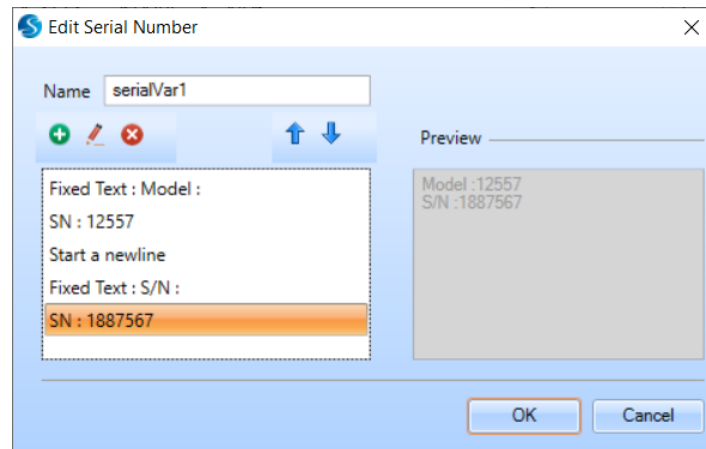 Edit Serial Number
Name serialVar1
Preview
Fixed Text : Model :
SN : 12557
Start a newline
Fixed Text : S/N :
SN : 1887567
Model :12557
S/N :1887567
OK Cancel